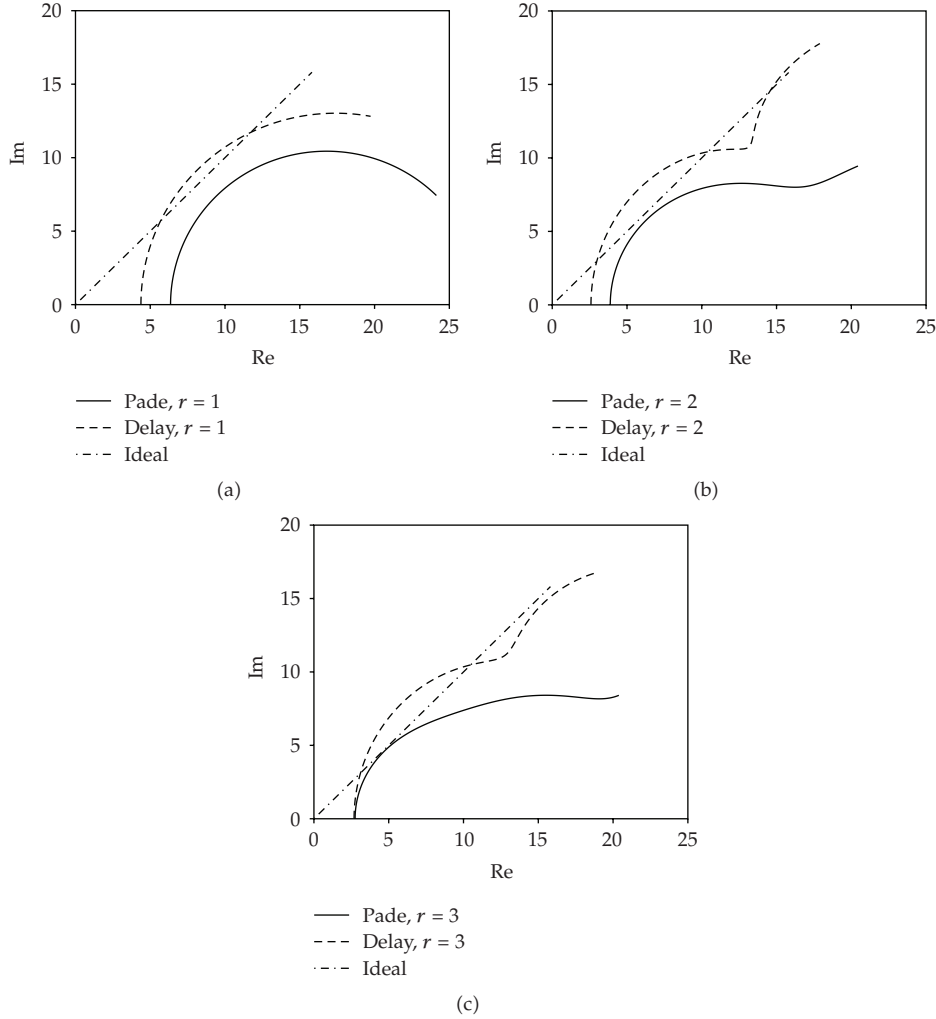 20
15
10
5
0
Im
0 5 10 15 20 25
Re
Pade, r = 1
Delay, r = 1
Ideal
(a)
20
15
10
5
0
Im
0 5 10 15 20 25
Re
Pade, r = 2
Delay, r = 2
Ideal
(b)
20
15
10
5
0
Im
0 5 10 15 20 25
Re
Pade, r = 3
Delay, r = 3
Ideal
(c)